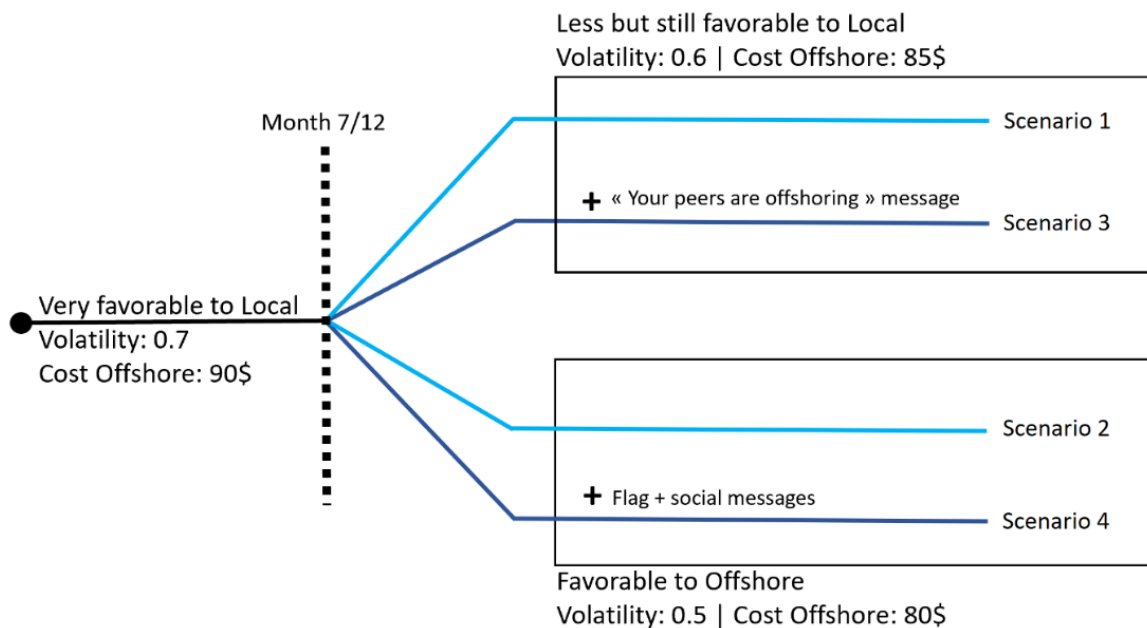 Less but still favorable to Local
Volatility: 0.6 | Cost Offshore: 85$
Month 7/12
Scenario 1
+ « Your peers are offshoring » message
Scenario 3
Very favorable to Local
Volatility: 0.7
Cost Offshore: 90$
Scenario 2
+ Flag + social messages
Scenario 4
Favorable to Offshore
Volatility: 0.5 | Cost Offshore: 80$